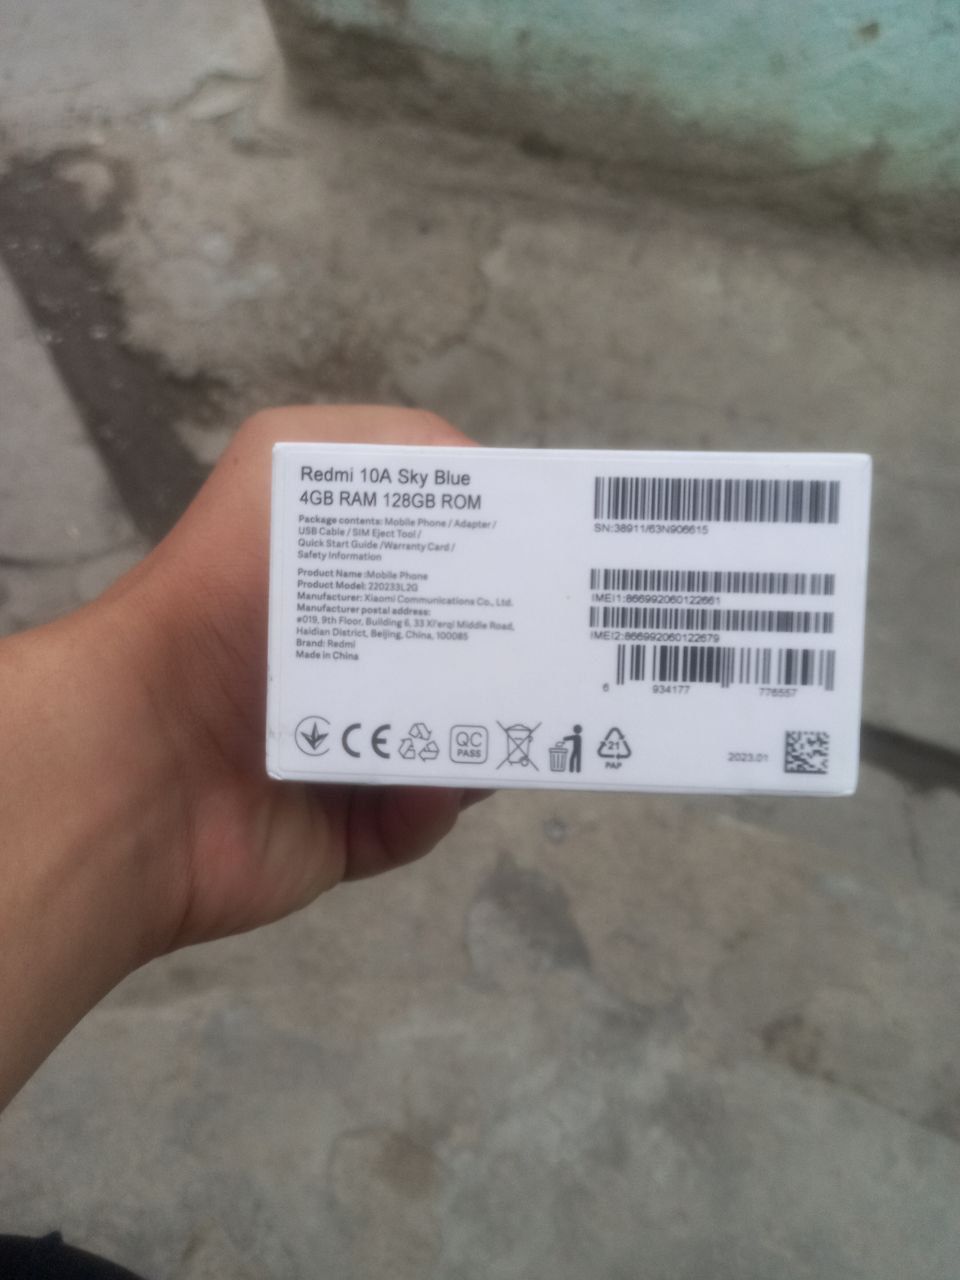 Redmi 10A Sky Blue
4GB RAM 128GB ROM
Package contents: Mobile Phone / Adapter /
USB Cable / SIM Eject Tool /
Quick Start Guide /Warranty Card /
Safety Information
Product Name :Mobile Phone
Product Model: 220233L2G
Manufacturer: Xiaomi Communications Co., Ltd.
Manufacturer postal address:
#019, 9th Floor, Building 6, 33 Xi'erqi Middle Road,
Haidian District, Beijing, China, 100085
Brand: Redmi
Made in China
SN:38911/63N906615
IMEI1:866992060122661
IMEI2:866992060122679
6 934177 776557
CE
QC
PASS
21
PAP
2023.01